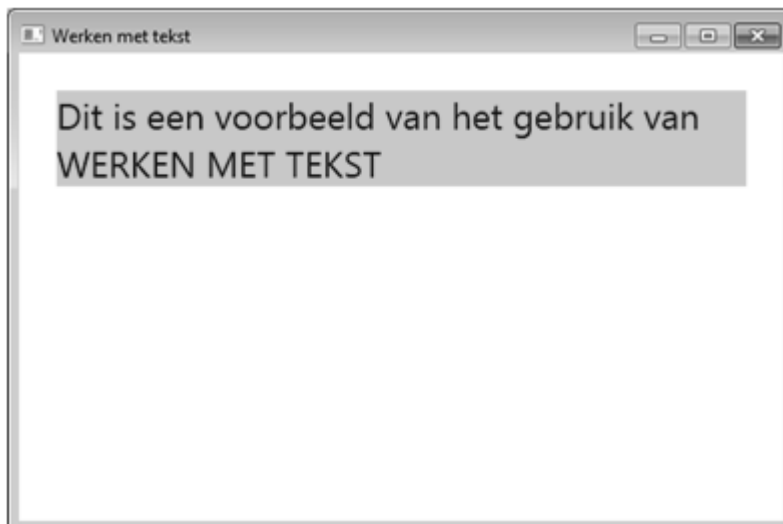 Werken met tekst
Dit is een voorbeeld van het gebruik van
WERKEN MET TEKST